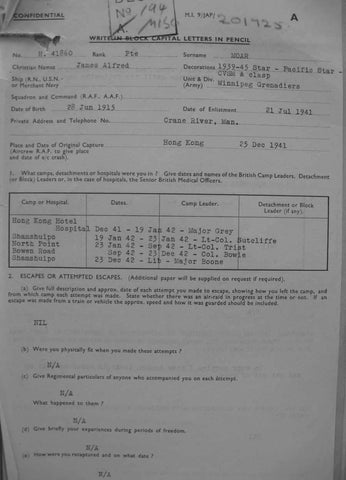 CONFIDENTIAL
No 194
MISC
M.I. 9/JAP/ 201925 A
WRITE IN BLOCK CAPITAL LETTERS IN PENCIL
No. H. 41840 Rank Pte Surname MOAR
Christian Names James Alfred Decorations 1939-45 Star - Pacific Star - CVSM & clasp
Ship (R.N., U.S.N. or Merchant Navy Unit & Div. (Army) Winnipeg Grenadiers
Squadron and Command (R.A.F. A.A.F.)
Date of Birth 28 Jun 1915 Date of Enlistment 21 Jul 1941
Private Address and Telephone No. Crane River, Man.
Place and Date of Original Capture Hong Kong 25 Dec 1941
(Aircrew R.A.F. to give place
and date of a/c crash).
1. What camps, detachments or hospitals were you in ? Give dates and names of the British Camp Leaders, Detachment
(or Block) Leaders or, in the case of hospitals, the Senior British Medical Officers.
Camp or Hospital. Dates. Camp Leader. Detachment or Block Leader (if any).
Hong Kong Hotel
Hospital Dec 41 - 19 Jan 42 - Major Grey
Shamshuipo 19 Jan 42 - 23 Jan 42 - Lt-Col. Sutcliffe
North Point 23 Jan 42 - Sep 42 - Lt-Col. Trist
Bowen Road Sep 42 - 23 Dec 42 - Col. Bowie
Shamshuipo 23 Dec 42 - Lib - Major Boone
2. ESCAPES OR ATTEMPTED ESCAPES. (Additional paper will be supplied on request if required).
(a) Give full description and approx. date of each attempt you made to escape, showing how you left the camp, and
from which camp each attempt was made. State whether there was an air-raid in progress at the time or not. If an
escape was made from a train or vehicle the approx. speed and how it was guarded should be included.
NIL
(b) Were you physically fit when you made these attempts ?
N/A
(c) Give Regimental particulars of anyone who accompanied you on each attempt.
N/A
What happened to them ?
N/A
(d) Give briefly your experiences during periods of freedom.
N/A
(e) How were you recaptured and on what date ?
N/A